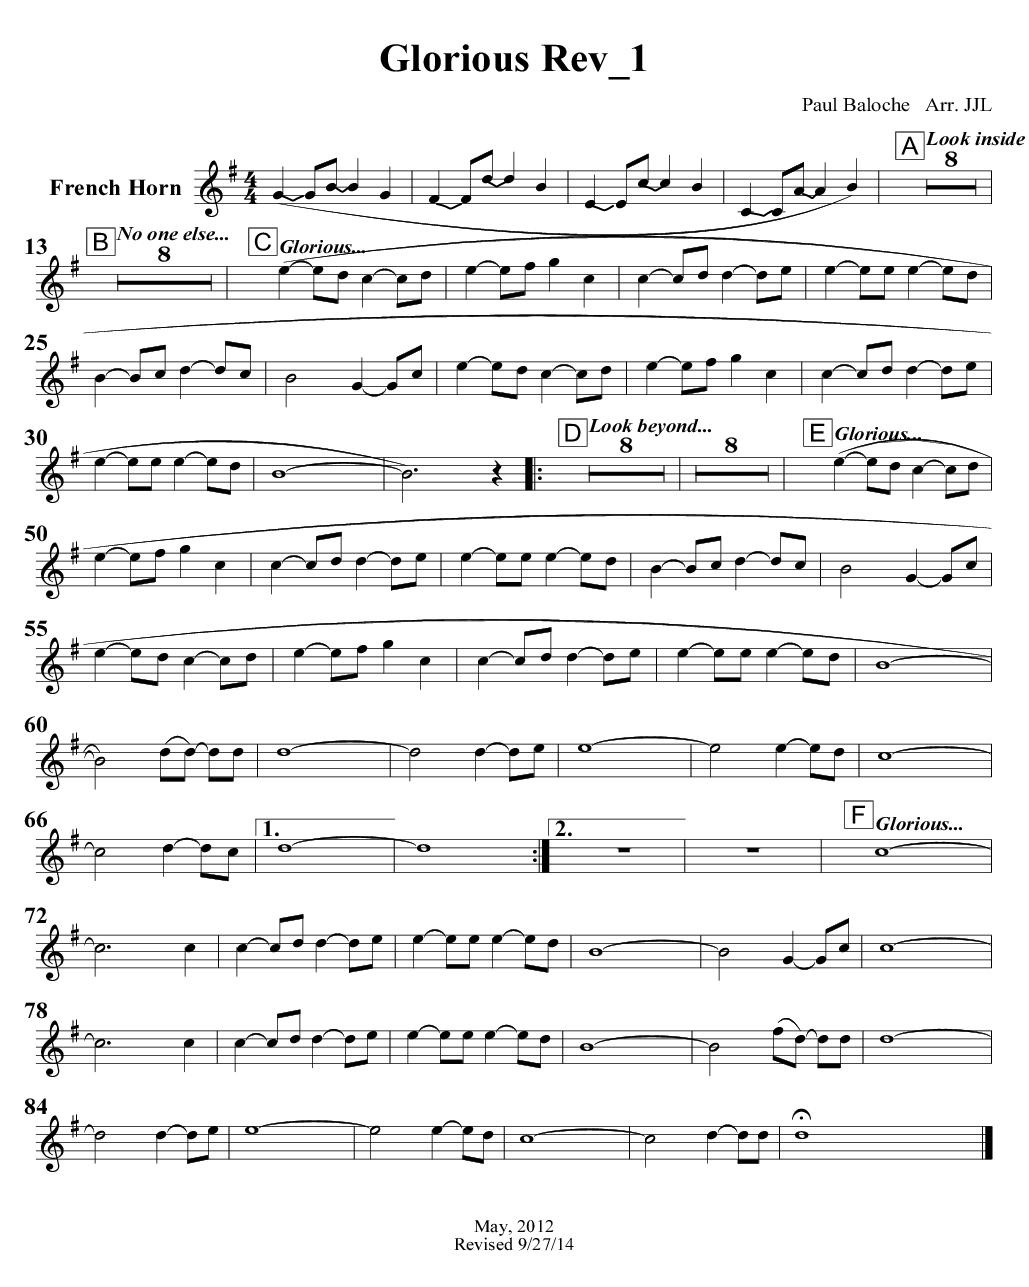 Glorious Rev_1
Paul Baloche Arr. JJL
A Look inside
8
French Horn
4
4
13
B No one else...
8
C Glorious...
25
30
D Look beyond...
8
8
E Glorious...
50
55
60
66
1.
2.
F Glorious...
72
78
84
May, 2012
Revised 9/27/14